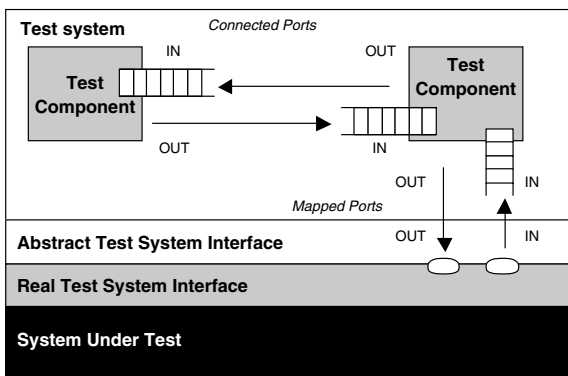 Test system
Connected Ports
IN
OUT
Test
Component
Test
Component
OUT
IN
OUT
IN
Mapped Ports
Abstract Test System Interface
OUT
IN
Real Test System Interface
System Under Test